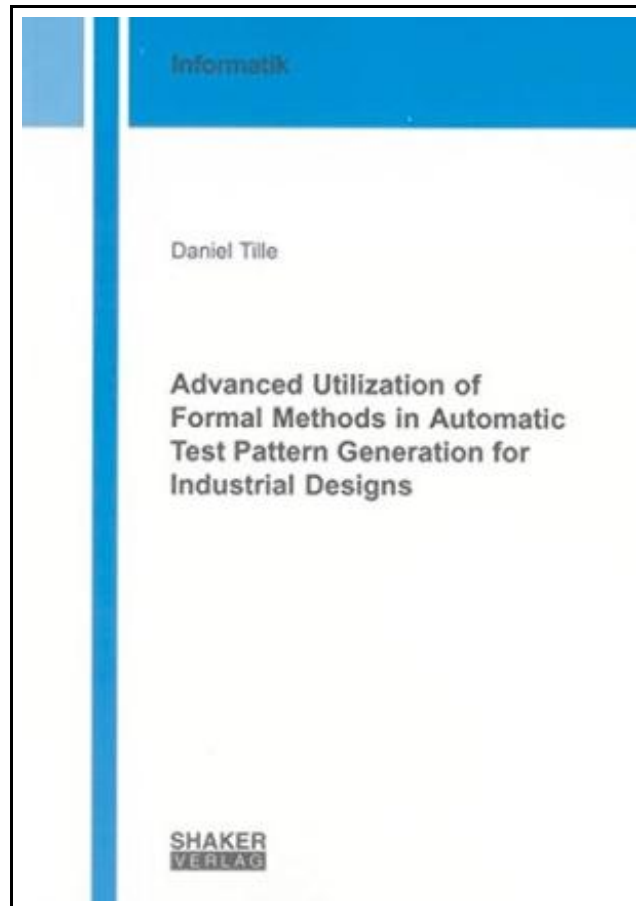 Informatik
Daniel Tille
Advanced Utilization of
Formal Methods in Automatic
Test Pattern Generation for
Industrial Designs
SHAKER
VERLAG